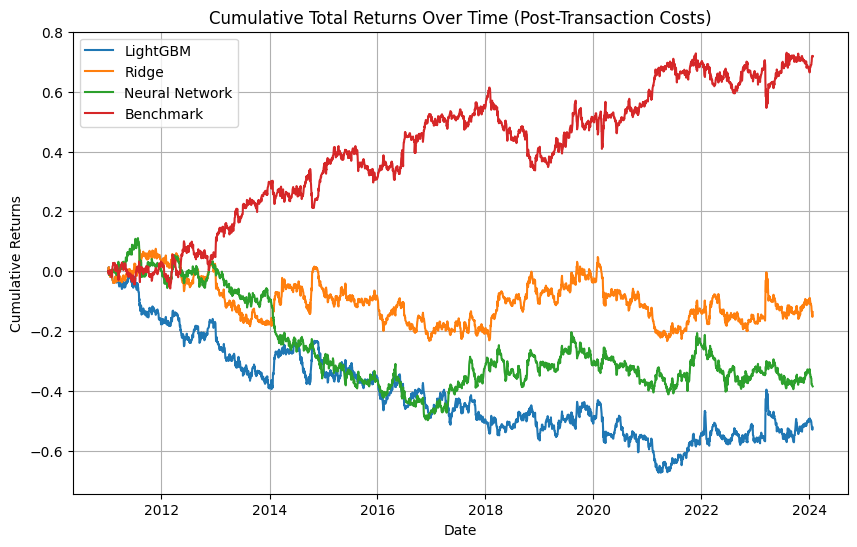 Cumulative Total Returns Over Time (Post-Transaction Costs)
LightGBM
Ridge
Neural Network
Benchmark
Cumulative Returns
0.8
0.6
0.4
0.2
0.0
−0.2
−0.4
−0.6
2012 2014 2016 2018 2020 2022 2024
Date